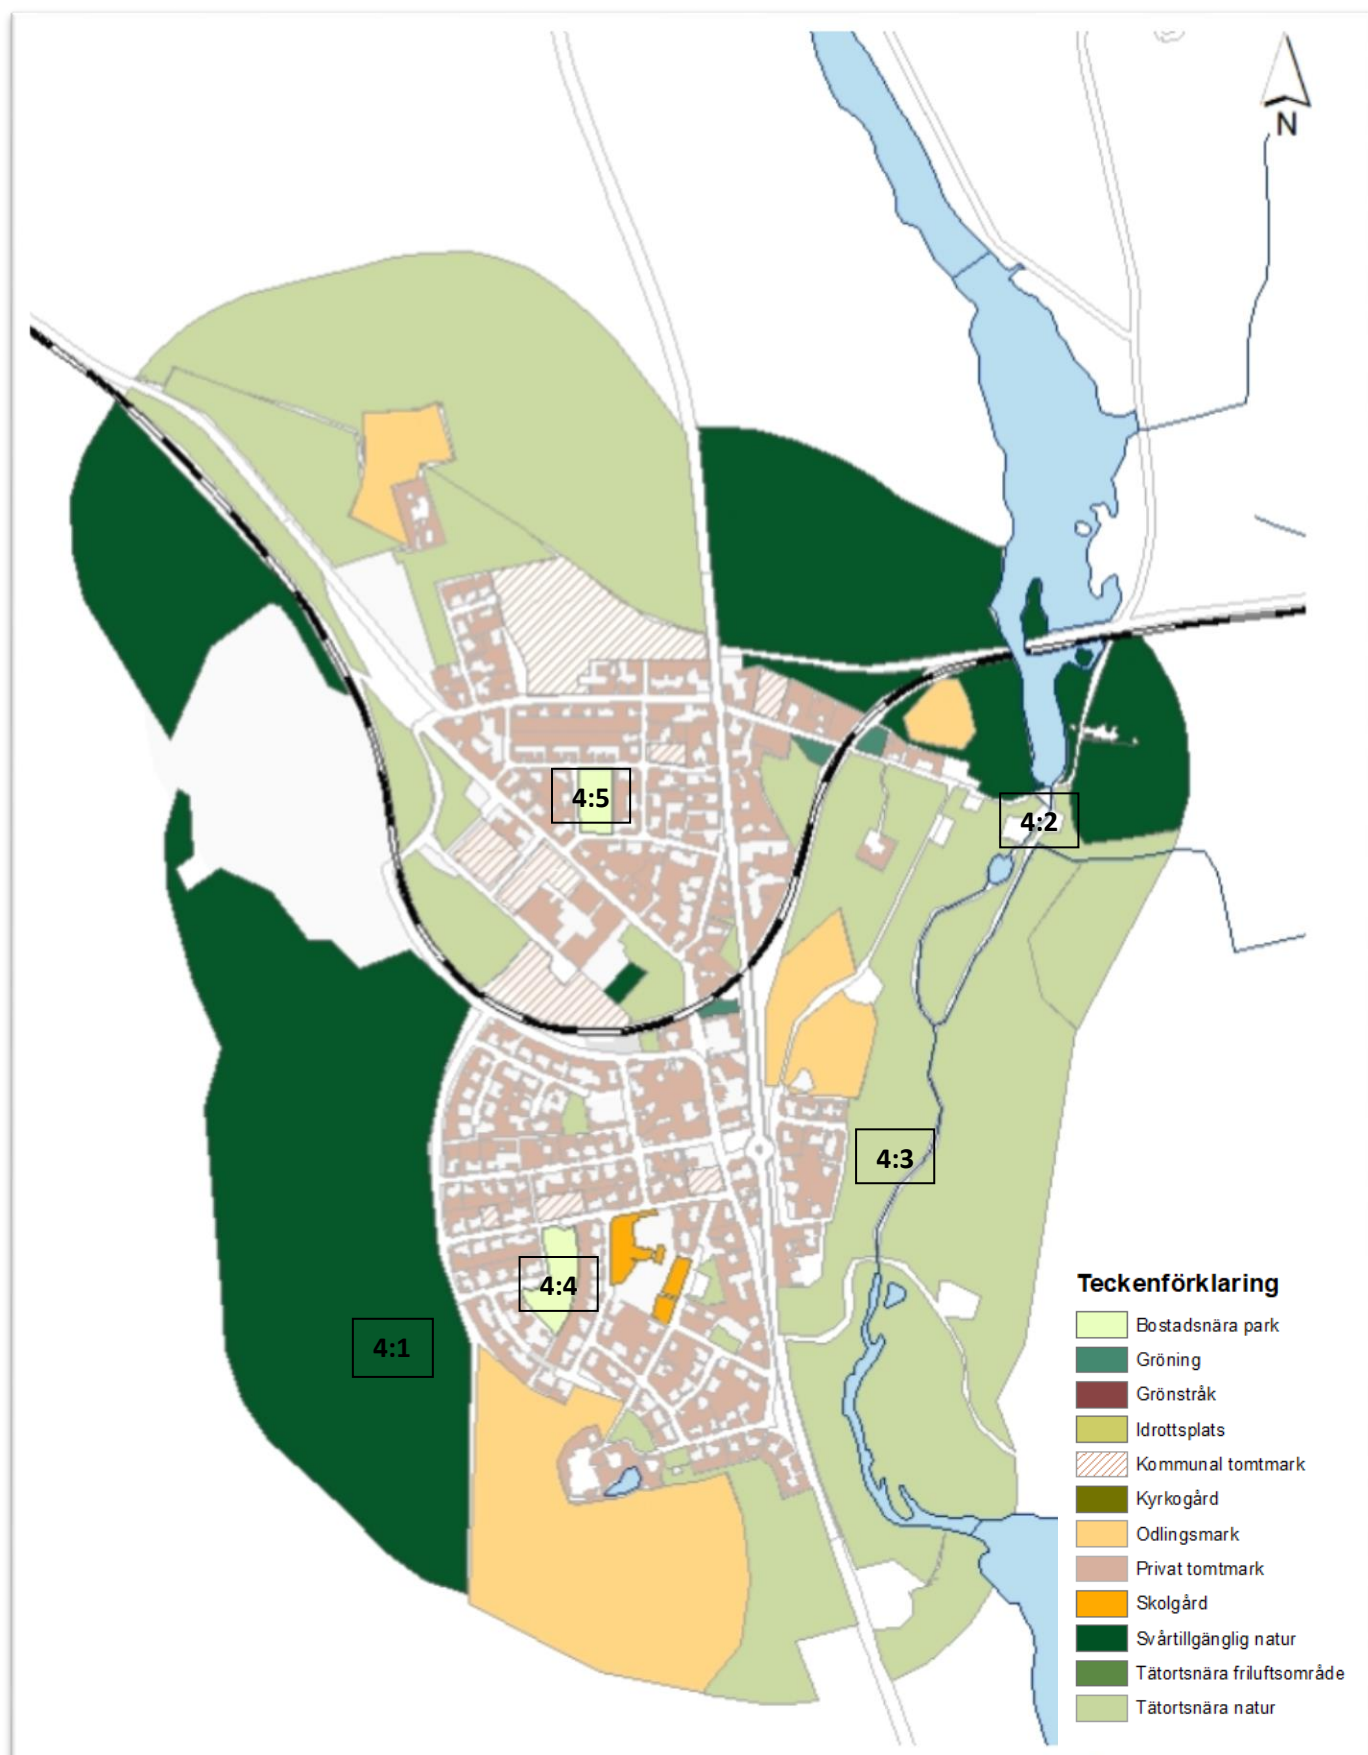 N
4:5
4:2
4:3
4:4
4:1
Teckenförklaring
Bostadsnära park
Gröning
Grönstråk
Idrottsplats
Kommunal tomtmark
Kyrkogård
Odlingsmark
Privat tomtmark
Skolgård
Svårtillgänglig natur
Tätortsnära friluftsområde
Tätortsnära natur